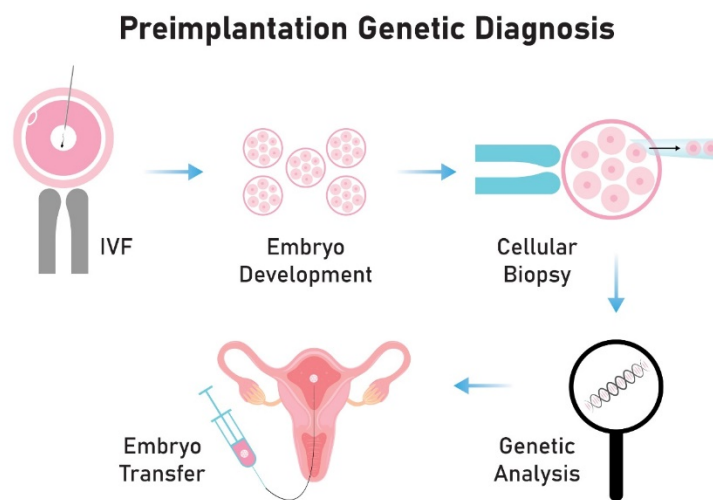 Preimplantation Genetic Diagnosis
IVF
Embryo
Development
Cellular
Biopsy
Embryo
Transfer
Genetic
Analysis